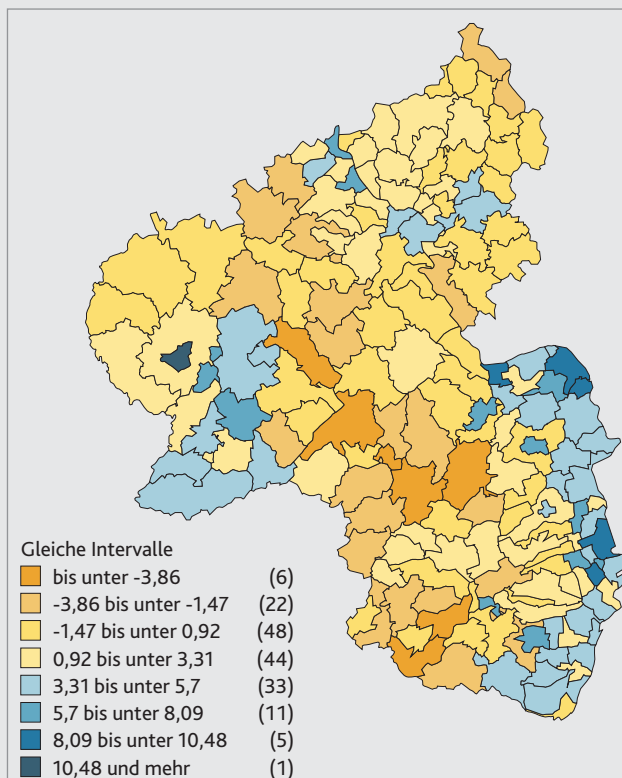 Gleiche Intervalle
bis unter -3,86 (6)
-3,86 bis unter -1,47 (22)
-1,47 bis unter 0,92 (48)
0,92 bis unter 3,31 (44)
3,31 bis unter 5,7 (33)
5,7 bis unter 8,09 (11)
8,09 bis unter 10,48 (5)
10,48 und mehr (1)